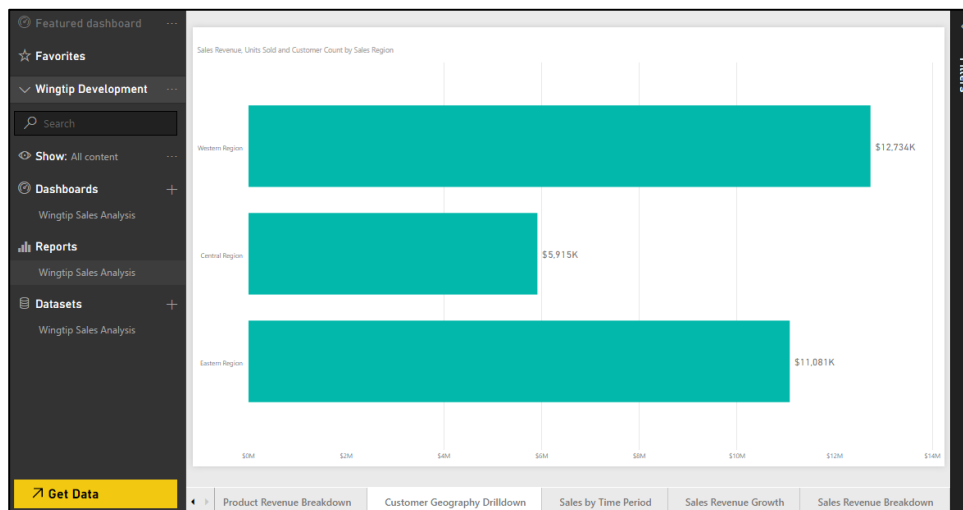 Featured dashboard ...
Favorites
Wingtip Development ...
Search
Show: All content ...
Dashboards +
Wingtip Sales Analysis
Reports
Wingtip Sales Analysis
Datasets +
Wingtip Sales Analysis
Get Data
Sales Revenue, Units Sold and Customer Count by Sales Region
Western Region $12,734K
Central Region $5,915K
Eastern Region $11,081K
$0M $2M $4M $6M $8M $10M $12M $14M
Product Revenue Breakdown Customer Geography Drilldown Sales by Time Period Sales Revenue Growth Sales Revenue Breakdown
Filters